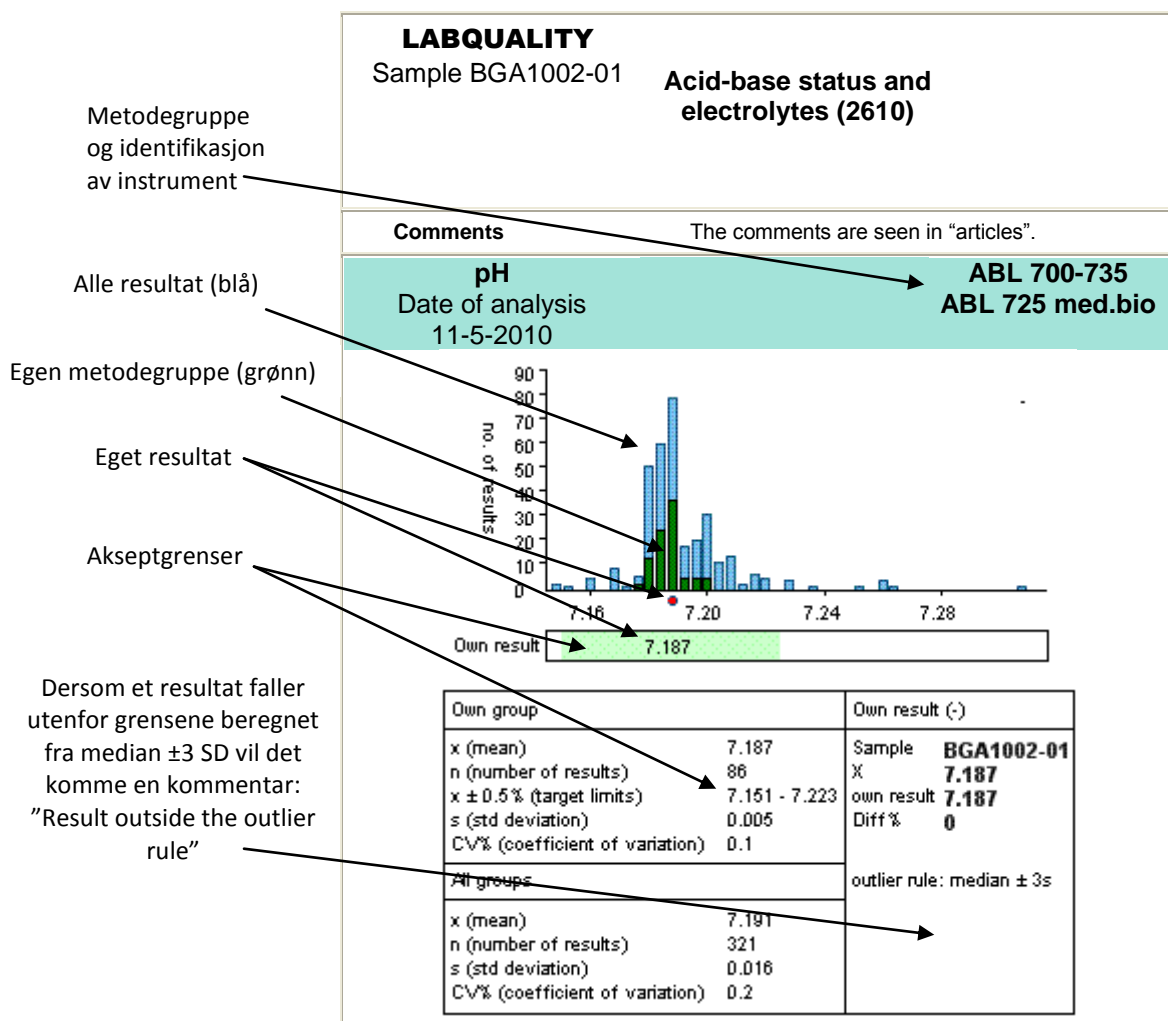 LABQUALITY
Sample BGA1002-01
Acid-base status and
electrolytes (2610)
Metodegruppe
og identifikasjon
av instrument
Comments
The comments are seen in “articles”.
pH
Date of analysis
11-5-2010
ABL 700-735
ABL 725 med.bio
Alle resultat (blå)
Egen metodegruppe (grønn)
Eget resultat
Akseptgrenser
no. of results
90
80
70
60
50
40
30
20
10
0
7.16
7.20
7.24
7.28
Own result
7.187
Dersom et resultat faller
utenfor grensene beregnet
fra median ±3 SD vil det
komme en kommentar:
”Result outside the outlier
rule”
Own group
x (mean) 7.187
n (number of results) 86
x ± 0.5% (target limits) 7.151 - 7.223
s (std deviation) 0.005
CV% (coefficient of variation) 0.1
All groups
x (mean) 7.191
n (number of results) 321
s (std deviation) 0.016
CV% (coefficient of variation) 0.2
Own result (-)
Sample BGA1002-01
X 7.187
own result 7.187
Diff % 0
outlier rule: median ± 3s